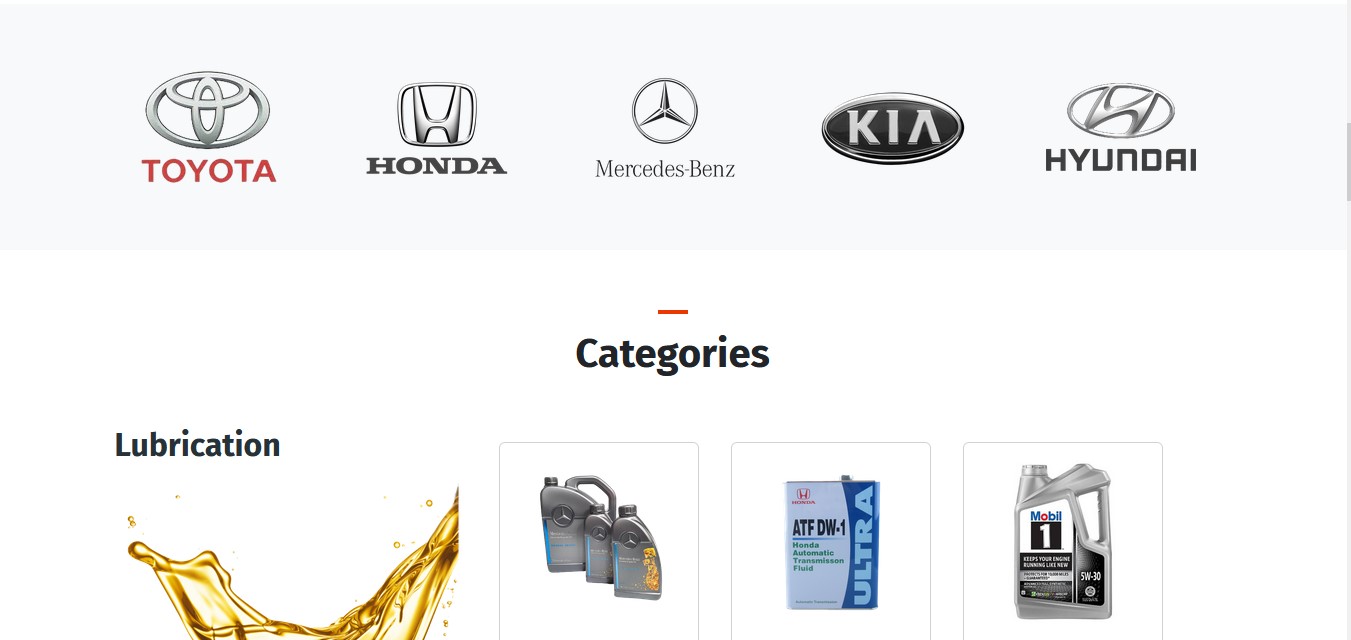 TOYOTA
HONDA
Mercedes-Benz
KIA
HYUNDAI
Categories
Lubrication
HONDA
ATF DW-1
Honda
Automatic
Transmisson
Fluid
ULTRA
Mobil
1
KEEPS YOUR ENGINE
RUNNING LIKE NEW
5W-30